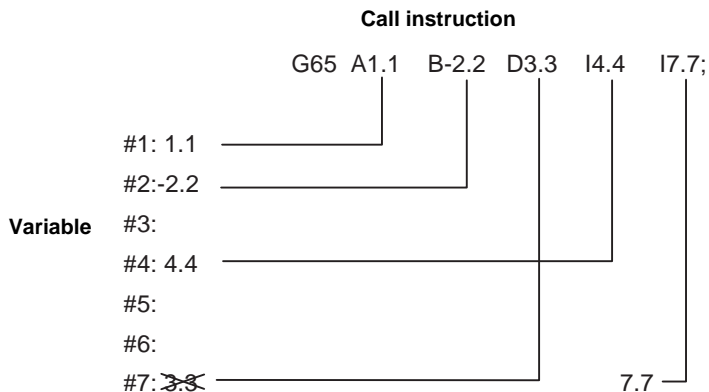 Call instruction
G65 A1.1 B-2.2 D3.3 I4.4 I7.7;
#1: 1.1
#2:-2.2
Variable
#3:
#4: 4.4
#5:
#6:
#7: 3.3 7.7